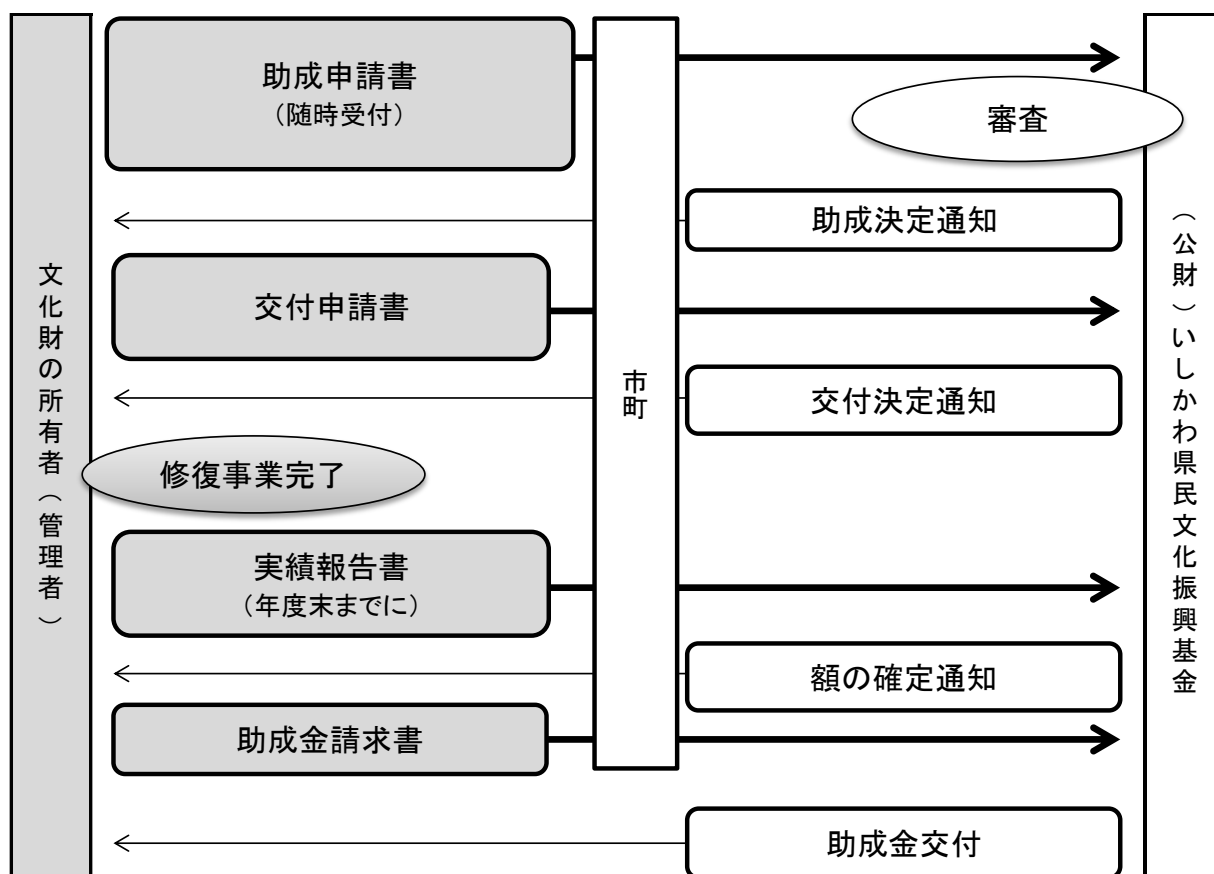 文化財の所有者（管理者）
助成申請書
（随時受付）
審査
助成決定通知
交付申請書
市町
交付決定通知
修復事業完了
実績報告書
（年度末までに）
額の確定通知
助成金請求書
助成金交付
（公財）いしかわ県民文化振興基金